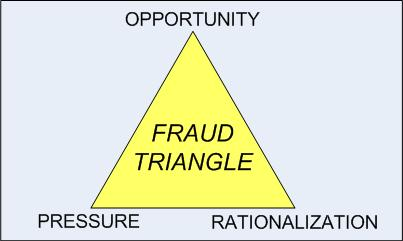 OPPORTUNITY
FRAUD
TRIANGLE
PRESSURE
RATIONALIZATION